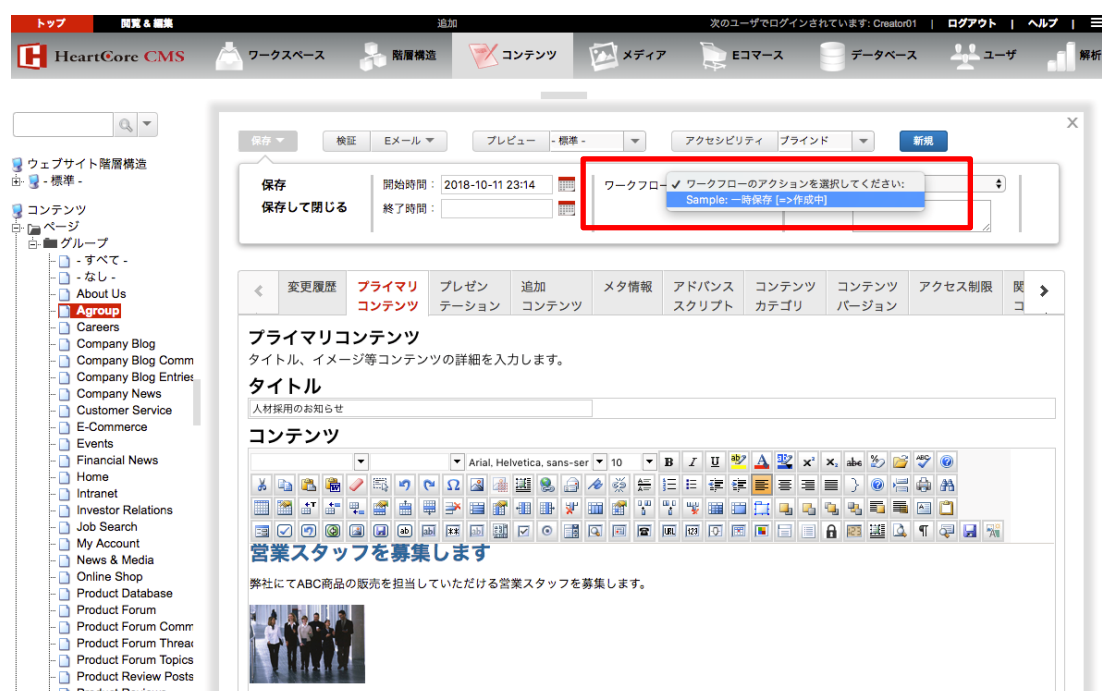 トップ 閲覧 & 編集 追加 次のユーザでログインされています: Creator01 | ログアウト | ヘルプ |
HeartCore CMS ワークスペース 階層構造 コンテンツ メディア Eコマース データベース ユーザ 解析
保存 検証 Eメール プレビュー - 標準 - アクセシビリティ ブラインド 新規
保存 開始時間 : 2018-10-11 23:14 ワークフロー ✓ ワークフローのアクションを選択してください:
保存して閉じる 終了時間 : Sample: 一時保存 [=>作成中]
ウェブサイト階層構造
- 標準 -
コンテンツ
ページ
グループ
- すべて -
- なし -
About Us
Agroup
Careers
Company Blog
Company Blog Comm
Company Blog Entries
Company News
Customer Service
E-Commerce
Events
Financial News
Home
Intranet
Investor Relations
Job Search
My Account
News & Media
Online Shop
Product Database
Product Forum
Product Forum Comm
Product Forum Threa
Product Forum Topics
Product Review Posts
変更履歴 プライマリ コンテンツ プレゼン テーション 追加 コンテンツ メタ情報 アドバンス スクリプト コンテンツ カテゴリ コンテンツ バージョン アクセス制限 関 コ
プライマリコンテンツ
タイトル、イメージ等コンテンツの詳細を入力します。
タイトル
人材採用のお知らせ
コンテンツ
Arial, Helvetica, sans-ser 10
営業スタッフを募集します
弊社にてABC商品の販売を担当していただける営業スタッフを募集します。